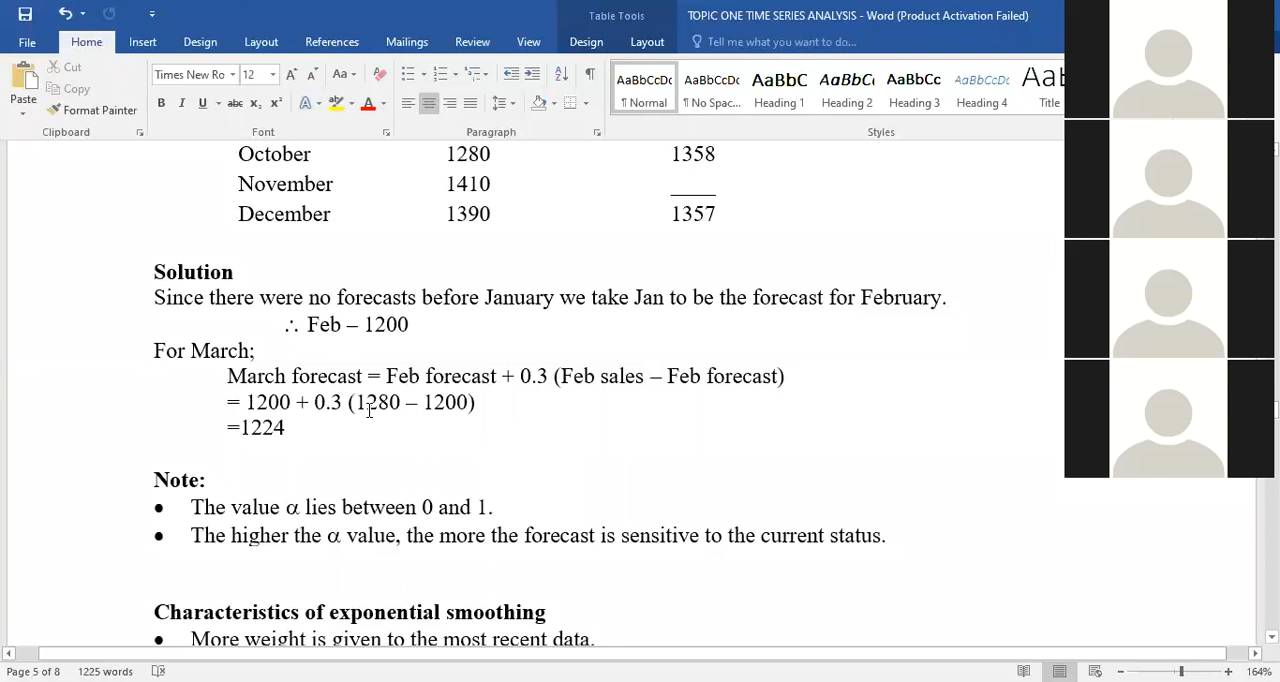 Table Tools
TOPIC ONE TIME SERIES ANALYSIS - Word (Product Activation Failed)
File Home Insert Design Layout References Mailings Review View Design Layout Tell me what you want to do...
Cut
Copy
Format Painter
Paste
Clipboard
Times New Ro 12
Font
Paragraph
AaBbCcDc AaBbCcDc AaBbC AaBbCc AaBbCc AaBbCcDc Aab
¶ Normal ¶ No Spac... Heading 1 Heading 2 Heading 3 Heading 4 Title
Styles
October 1280 1358
November 1410 ____
December 1390 1357
Solution
Since there were no forecasts before January we take Jan to be the forecast for February.
∴ Feb – 1200
For March;
March forecast = Feb forecast + 0.3 (Feb sales – Feb forecast)
= 1200 + 0.3 (1280 – 1200)
=1224
Note:
• The value α lies between 0 and 1.
• The higher the α value, the more the forecast is sensitive to the current status.
Characteristics of exponential smoothing
• More weight is given to the most recent data.
Page 5 of 8 1225 words 164%